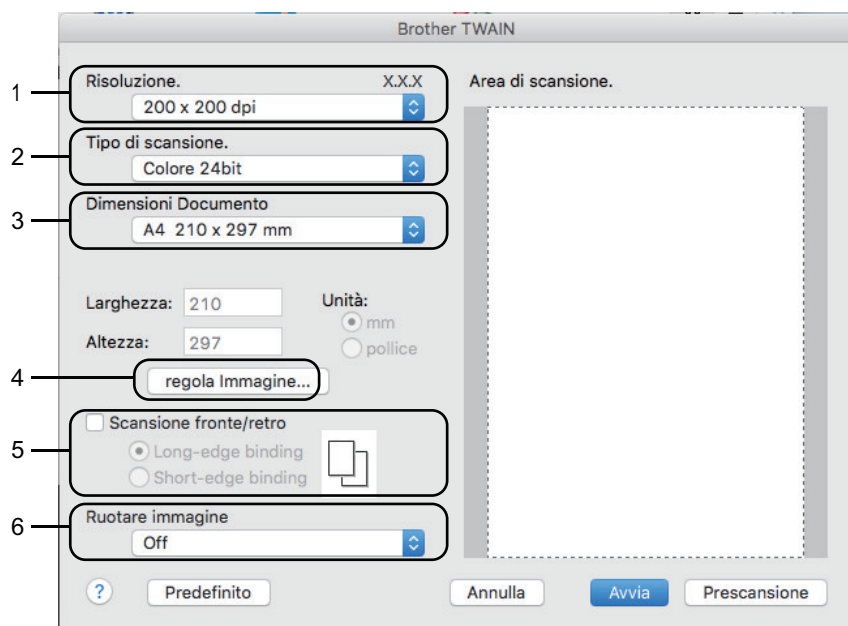 Brother TWAIN
1
Risoluzione. X.X.X
200 x 200 dpi
2
Tipo di scansione.
Colore 24bit
3
Dimensioni Documento
A4 210 x 297 mm
Larghezza: 210 Unità:
mm
Altezza: 297
pollice
4
regola Immagine...
5
Scansione fronte/retro
Long-edge binding
Short-edge binding
6
Ruotare immagine
Off
Area di scansione.
? Predefinito Annulla Avvia Prescansione